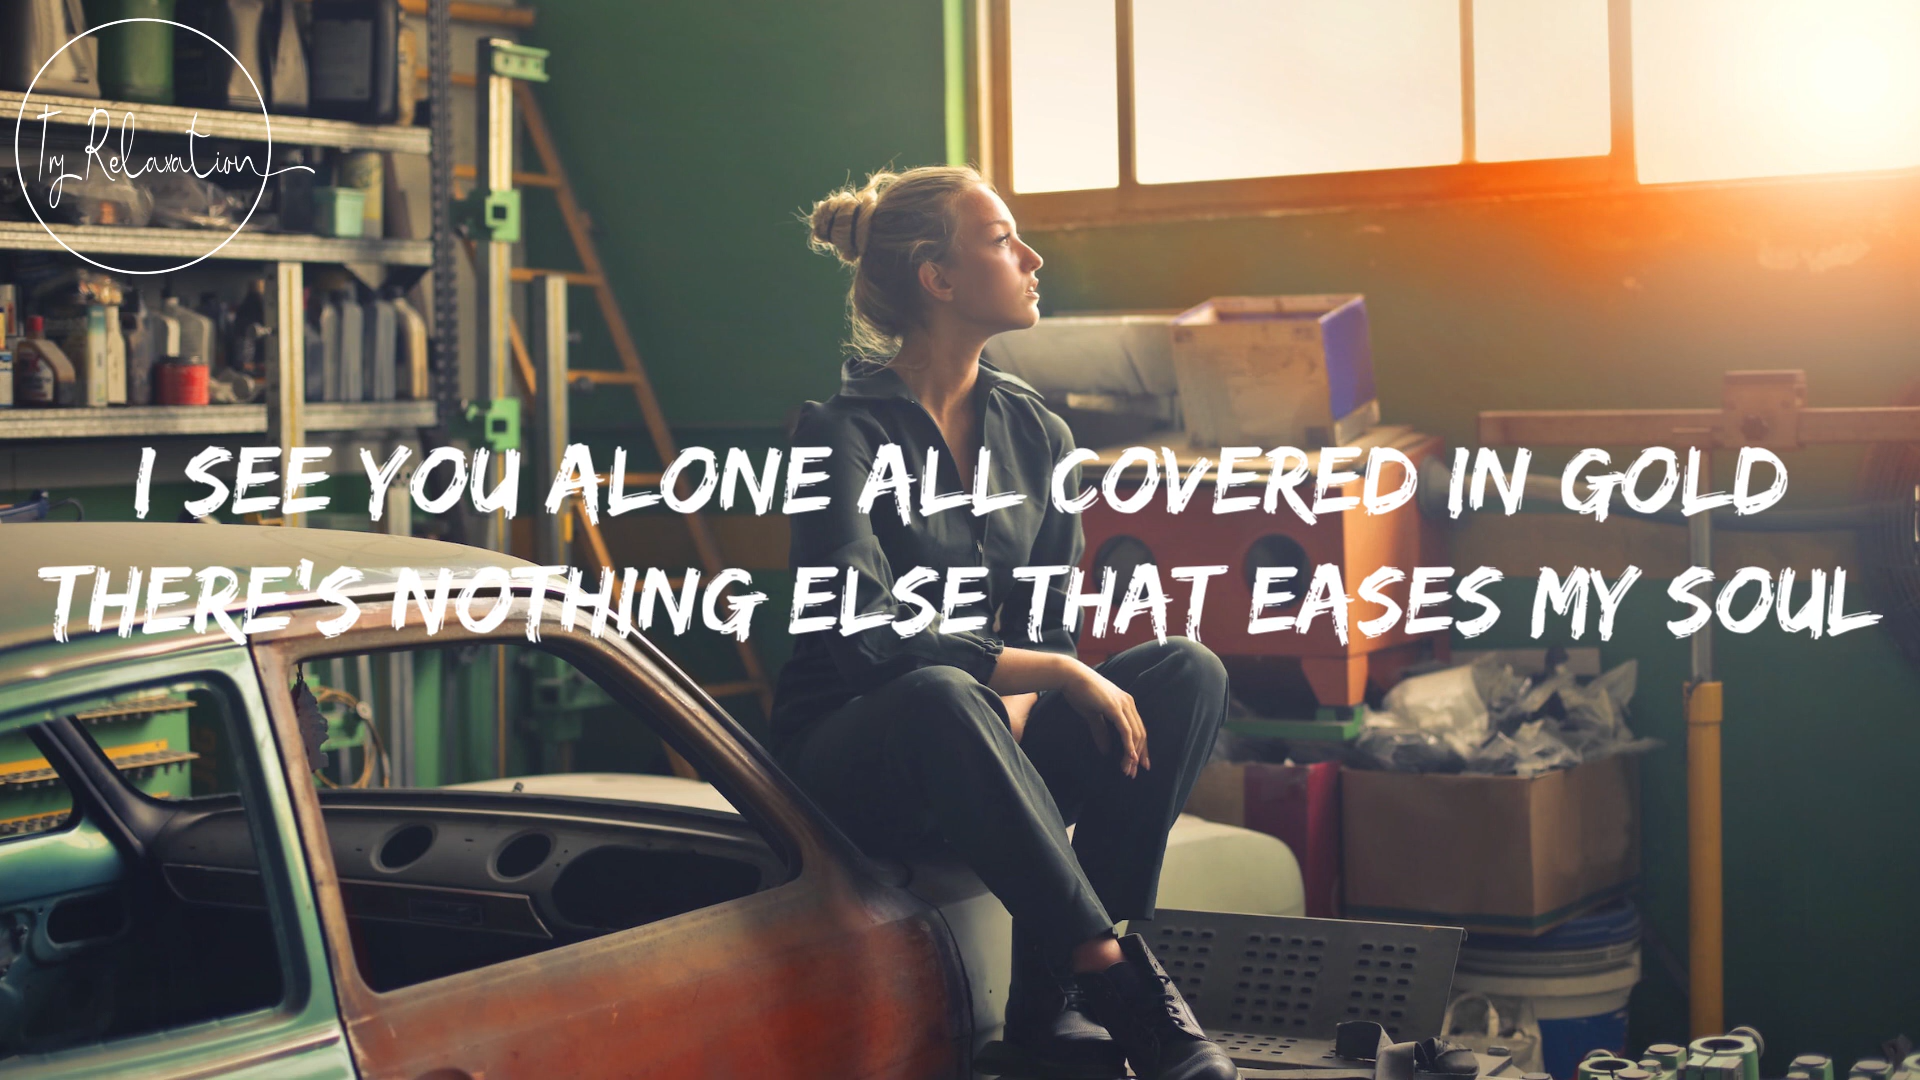 Try Relaxation
I SEE YOU ALONE ALL COVERED IN GOLD
THERE'S NOTHING ELSE THAT EASES MY SOUL